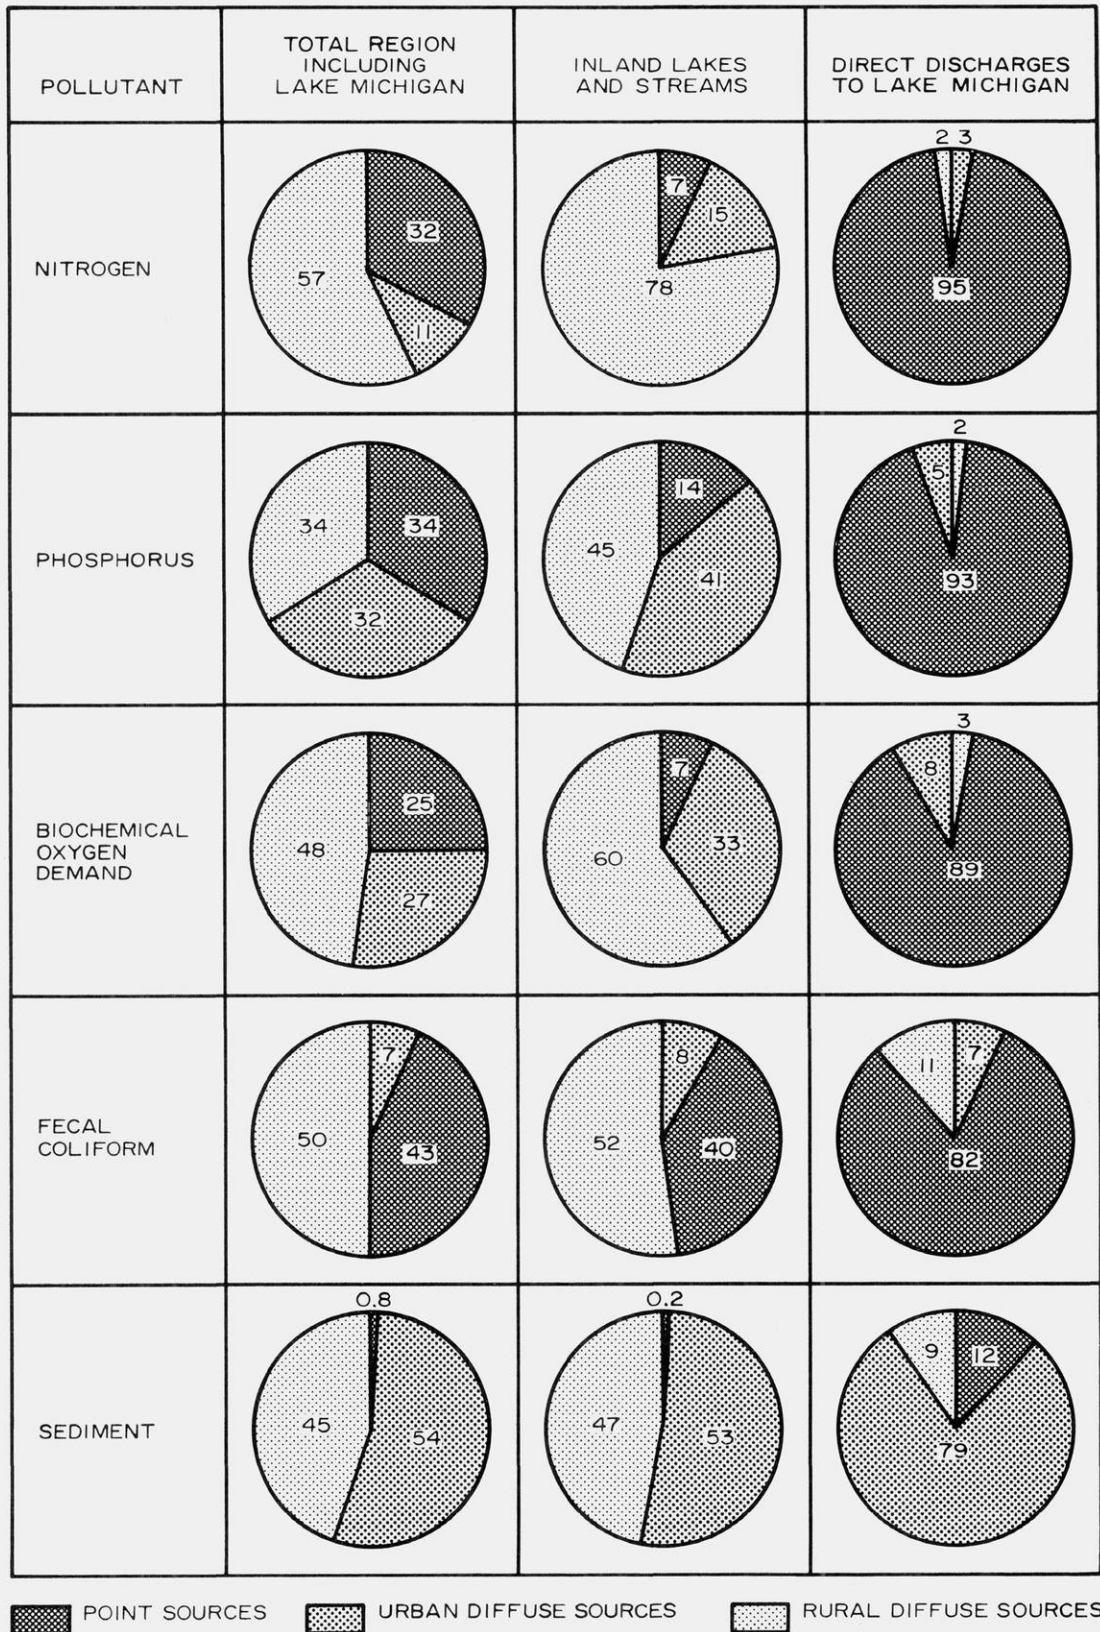 POLLUTANT
TOTAL REGION
INCLUDING
LAKE MICHIGAN
INLAND LAKES
AND STREAMS
DIRECT DISCHARGES
TO LAKE MICHIGAN
NITROGEN
32
57
11
7
15
78
2 3
95
PHOSPHORUS
34
34
32
14
45
41
2
5
93
BIOCHEMICAL
OXYGEN
DEMAND
25
48
27
7
33
60
3
8
89
FECAL
COLIFORM
7
50
43
8
52
40
11
7
82
SEDIMENT
0.8
45
54
0.2
47
53
9
12
79
POINT SOURCES
URBAN DIFFUSE SOURCES
RURAL DIFFUSE SOURCES